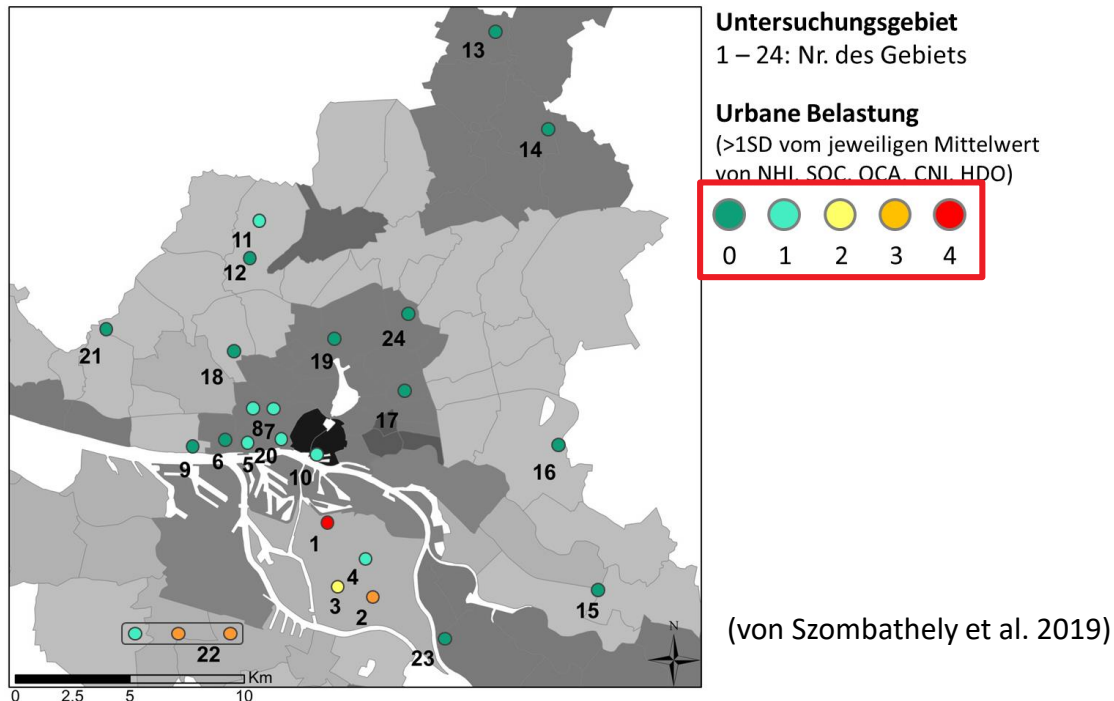 Untersuchungsgebiet
1 – 24: Nr. des Gebiets
Urbane Belastung
(>1SD vom jeweiligen Mittelwert
von NHI, SOC, OCA, CNI, HDO)
0 1 2 3 4
13
14
11
12
24
21
19
18
17
8 7
9 6 5 20
10
16
1
4
3 2
15
22
23
N
Km
0 2.5 5 10
(von Szombathely et al. 2019)